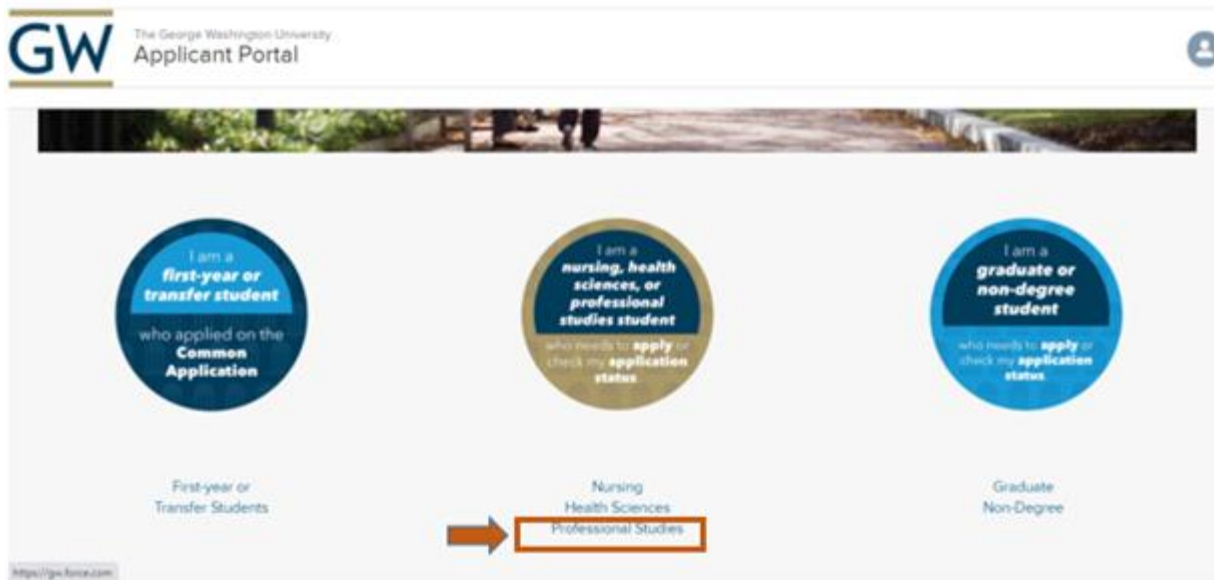 GW
The George Washington University
Applicant Portal
I am a
first-year or
transfer student
who applied on the
Common
Application
I am a
nursing, health
sciences, or
professional
studies student
who needs to apply or
check my application
status
I am a
graduate or
non-degree
student
who needs to apply or
check my application
status
First-year or
Transfer Students
Nursing
Health Sciences
Professional Studies
Graduate
Non-Degree
https://gw.force.com